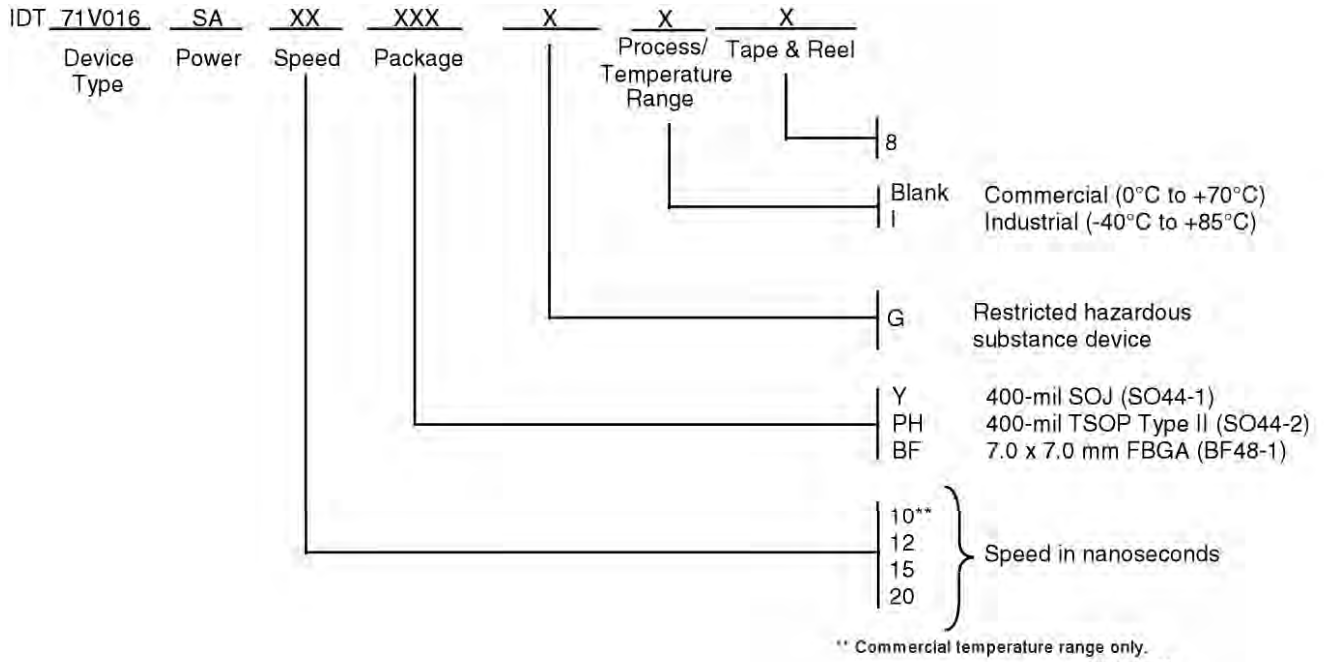 IDT 71V016 SA XX XXX X X X
Device Type
Power
Speed
Package
Process/
Temperature
Range
Tape & Reel
8
Blank Commercial (0°C to +70°C)
I Industrial (-40°C to +85°C)
G Restricted hazardous
substance device
Y 400-mil SOJ (SO44-1)
PH 400-mil TSOP Type II (SO44-2)
BF 7.0 x 7.0 mm FBGA (BF48-1)
10**
12
15
20
Speed in nanoseconds
** Commercial temperature range only.